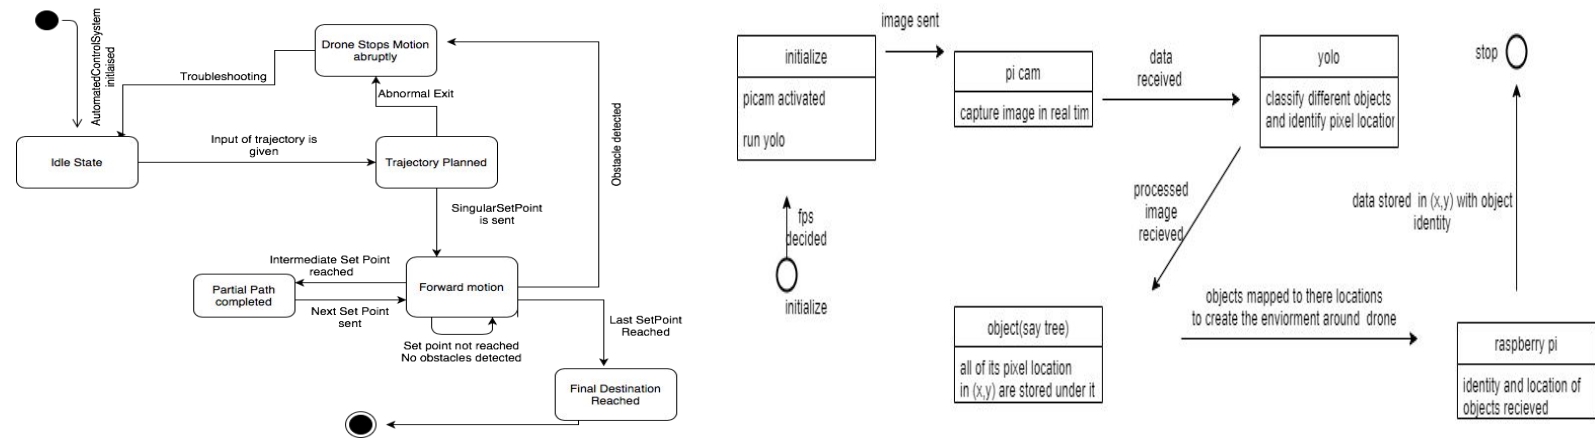 AutomatedControlSystem
initlaised
Drone Stops Motion
abruptly
Troubleshooting
Abnormal Exit
Obstacle detected
Idle State
Input of trajectory is
given
Trajectory Planned
SingularSetPoint
is sent
Intermediate Set Point
reached
Partial Path
completed
Forward motion
Next Set Point
sent
Set point not reached
No obstacles detected
Last SetPoint
Reached
Final Destination
Reached
image sent
initialize
picam activated
run yolo
pi cam
capture image in real tim
data
received
yolo
classify different objects
and identify pixel location
stop
fps
decided
initialize
processed
image
recieved
data stored in (x,y) with object
identity
object(say tree)
all of its pixel location
in (x,y) are stored under it
objects mapped to there locations
to create the enviorment around drone
raspberry pi
identity and location of
objects recieved